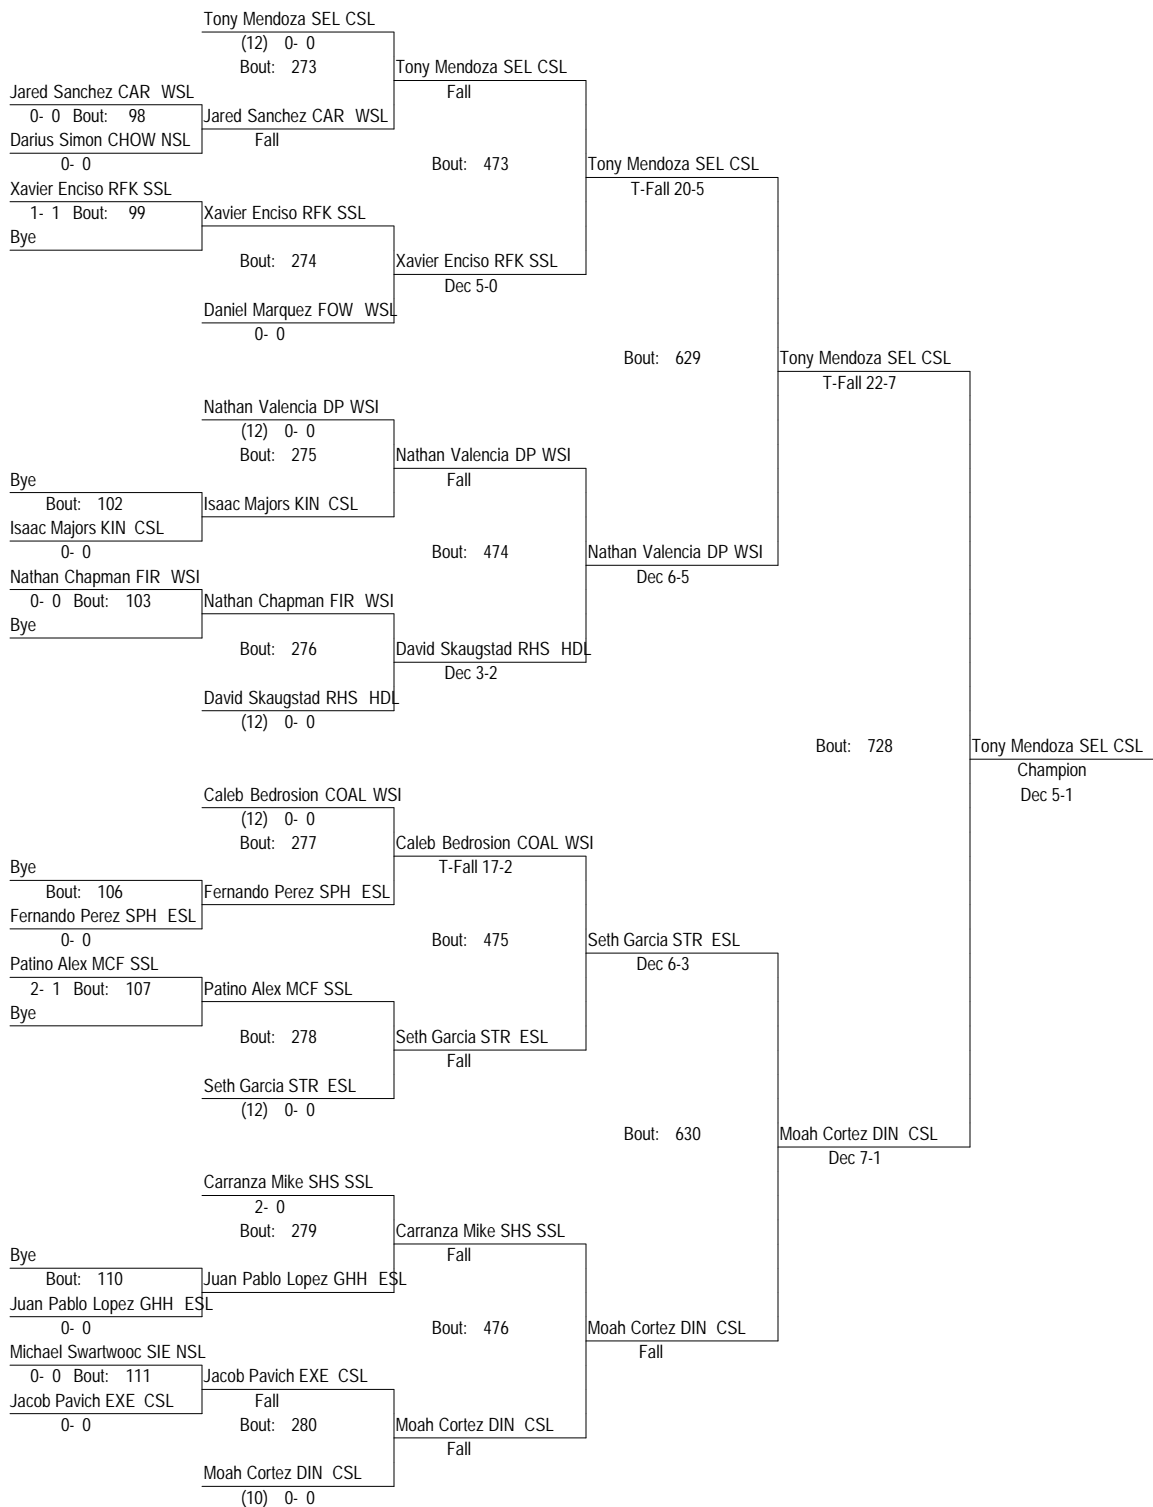 Tony Mendoza SEL CSL
(12) 0- 0
Bout: 273
Tony Mendoza SEL CSL
Fall
Jared Sanchez CAR WSL
0- 0 Bout: 98
Jared Sanchez CAR WSL
Fall
Darius Simon CHOW NSL
0- 0
Bout: 473
Tony Mendoza SEL CSL
T-Fall 20-5
Xavier Enciso RFK SSL
1- 1 Bout: 99
Xavier Enciso RFK SSL
Bye
Bout: 274
Xavier Enciso RFK SSL
Dec 5-0
Daniel Marquez FOW WSL
0- 0
Bout: 629
Tony Mendoza SEL CSL
T-Fall 22-7
Nathan Valencia DP WSI
(12) 0- 0
Bout: 275
Nathan Valencia DP WSI
Fall
Bye
Bout: 102
Isaac Majors KIN CSL
Isaac Majors KIN CSL
0- 0
Bout: 474
Nathan Valencia DP WSI
Dec 6-5
Nathan Chapman FIR WSI
0- 0 Bout: 103
Nathan Chapman FIR WSI
Bye
Bout: 276
David Skaugstad RHS HDL
Dec 3-2
David Skaugstad RHS HDL
(12) 0- 0
Bout: 728
Tony Mendoza SEL CSL
Champion
Dec 5-1
Caleb Bedrosion COAL WSI
(12) 0- 0
Bout: 277
Caleb Bedrosion COAL WSI
T-Fall 17-2
Bye
Bout: 106
Fernando Perez SPH ESL
Fernando Perez SPH ESL
0- 0
Bout: 475
Seth Garcia STR ESL
Dec 6-3
Patino Alex MCF SSL
2- 1 Bout: 107
Patino Alex MCF SSL
Bye
Bout: 278
Seth Garcia STR ESL
Fall
Seth Garcia STR ESL
(12) 0- 0
Bout: 630
Moah Cortez DIN CSL
Dec 7-1
Carranza Mike SHS SSL
2- 0
Bout: 279
Carranza Mike SHS SSL
Fall
Bye
Bout: 110
Juan Pablo Lopez GHH ESL
Juan Pablo Lopez GHH ESL
0- 0
Bout: 476
Moah Cortez DIN CSL
Fall
Michael Swartwooc SIE NSL
0- 0 Bout: 111
Jacob Pavich EXE CSL
Fall
Jacob Pavich EXE CSL
0- 0
Bout: 280
Moah Cortez DIN CSL
Fall
Moah Cortez DIN CSL
(10) 0- 0